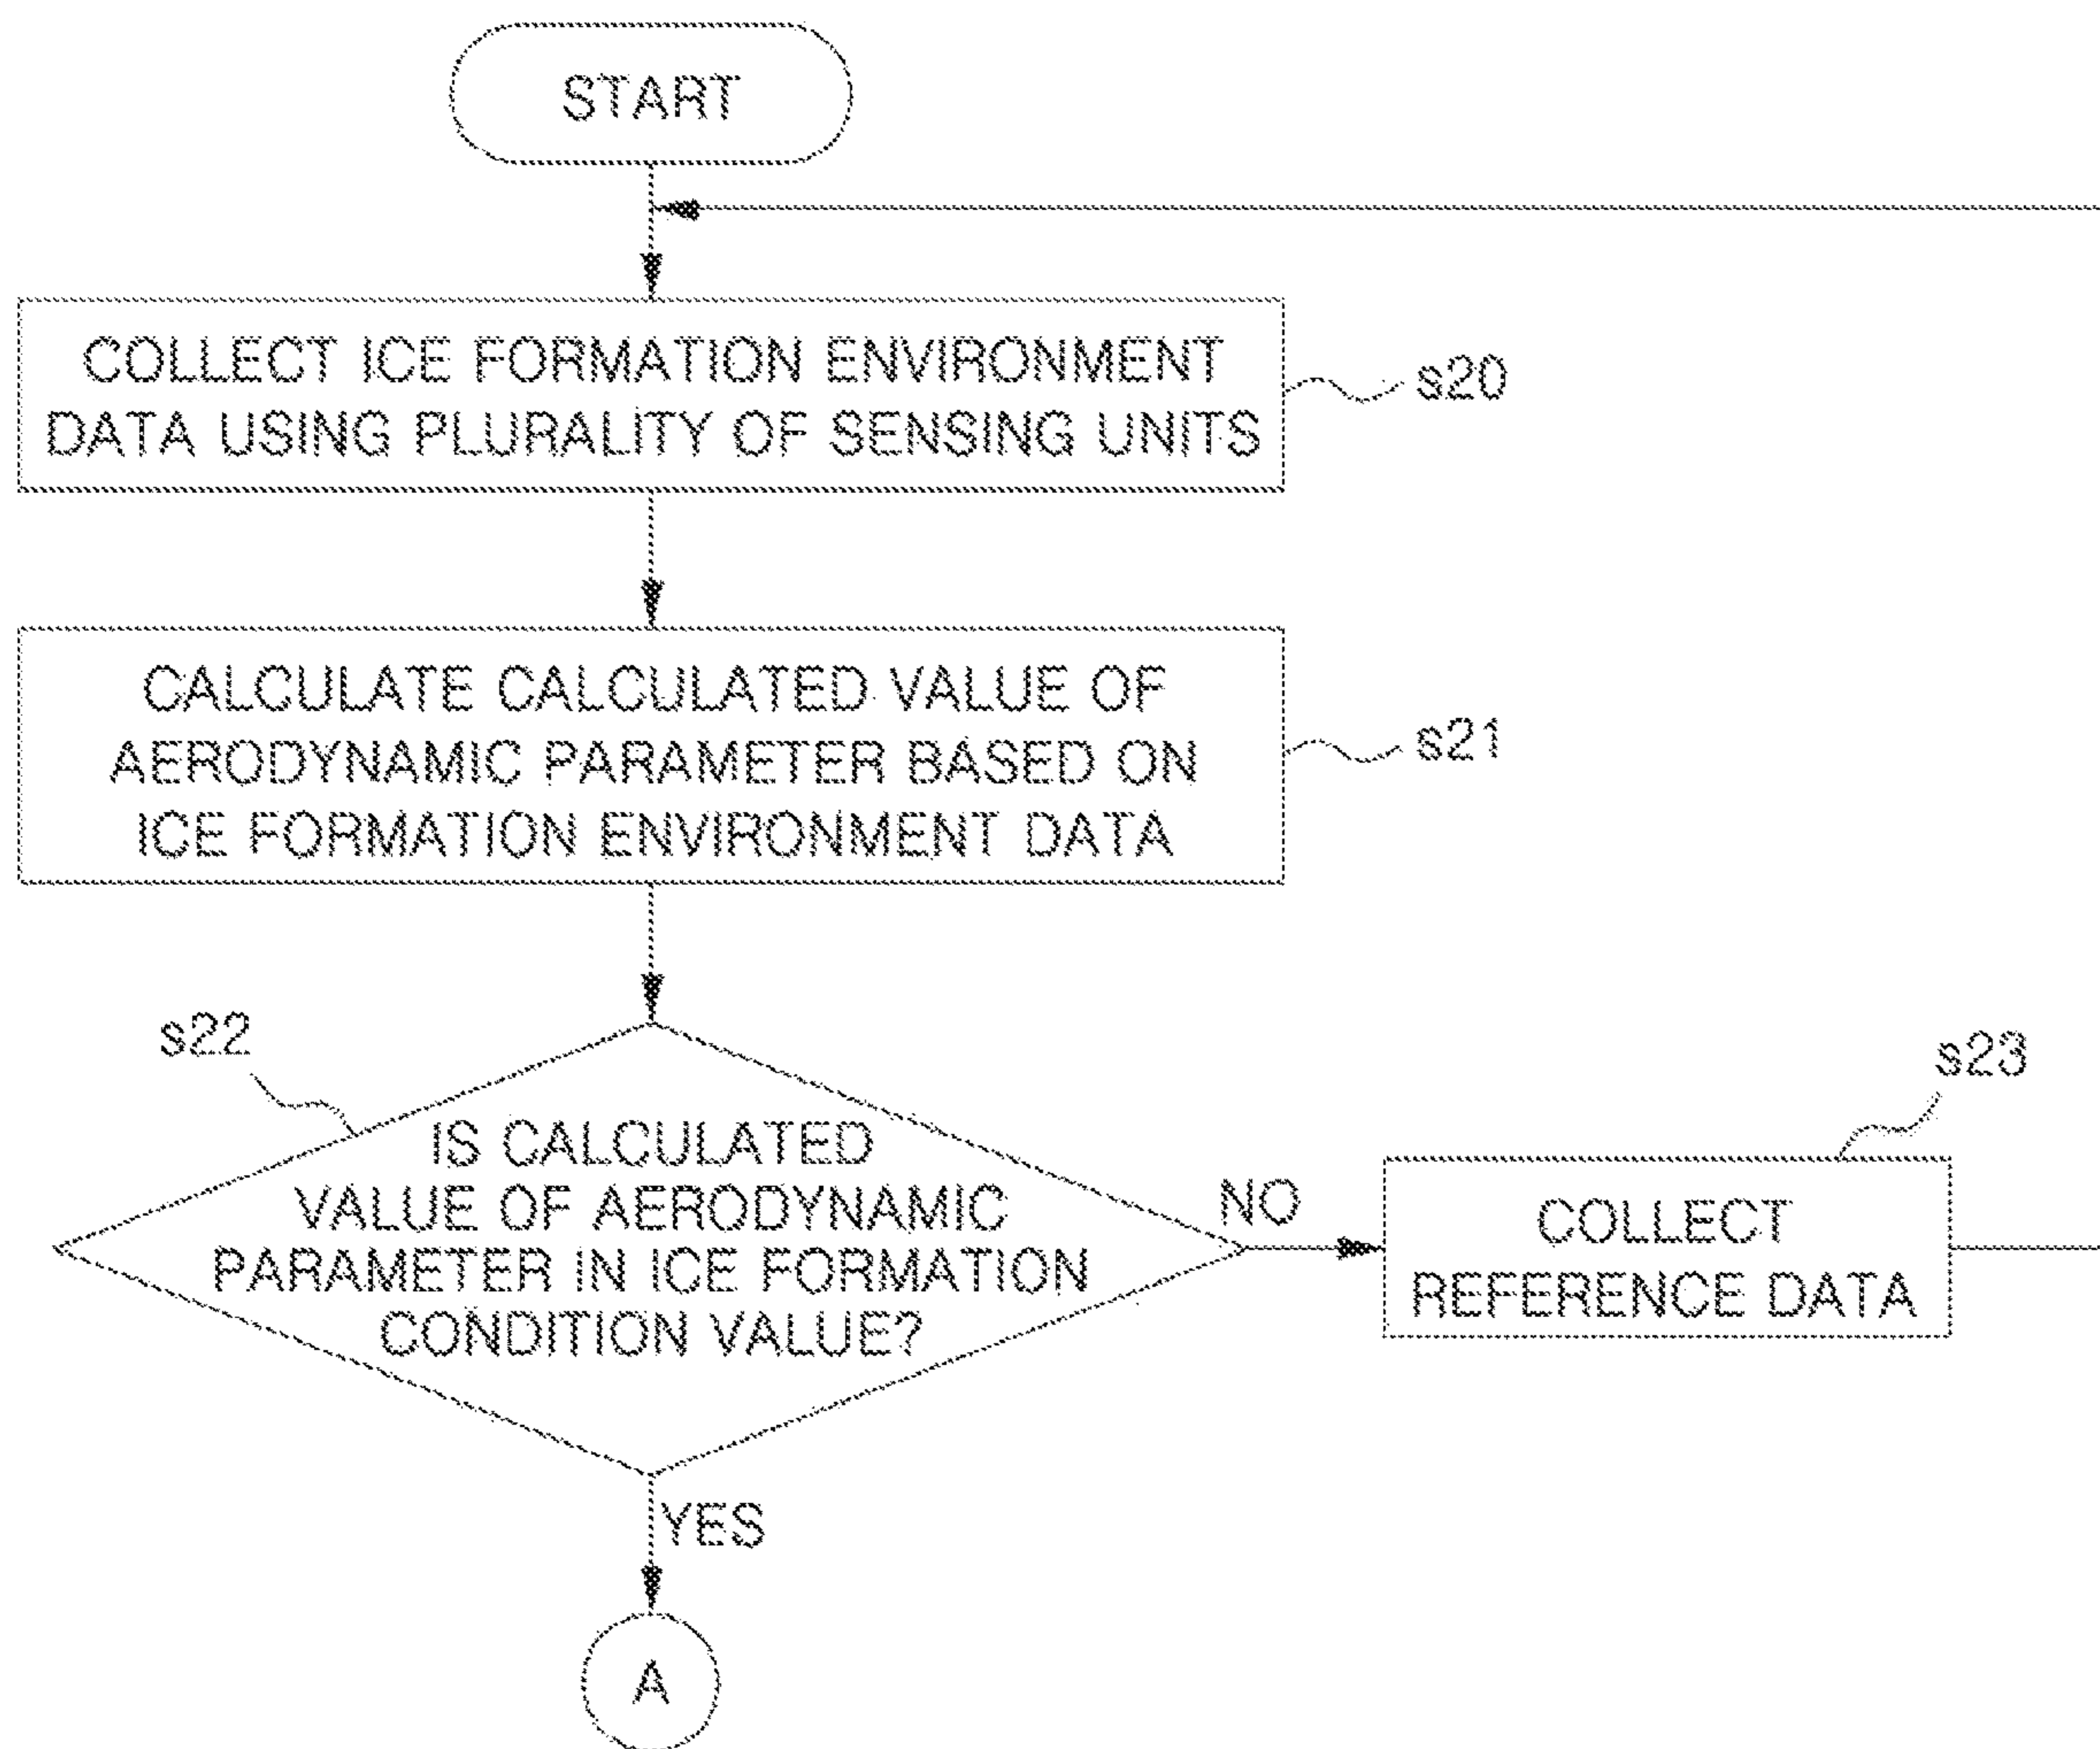 START
COLLECT ICE FORMATION ENVIRONMENT
DATA USING PLURALITY OF SENSING UNITS
s20
CALCULATE CALCULATED VALUE OF
AERODYNAMIC PARAMETER BASED ON
ICE FORMATION ENVIRONMENT DATA
s21
s22
IS CALCULATED
VALUE OF AERODYNAMIC
PARAMETER IN ICE FORMATION
CONDITION VALUE?
NO
s23
COLLECT
REFERENCE DATA
YES
A